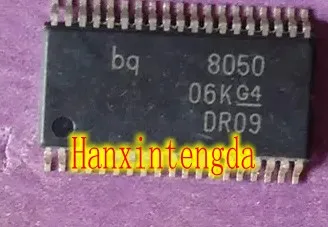 bq 8050
06K G4
DR09
Hanxintengda